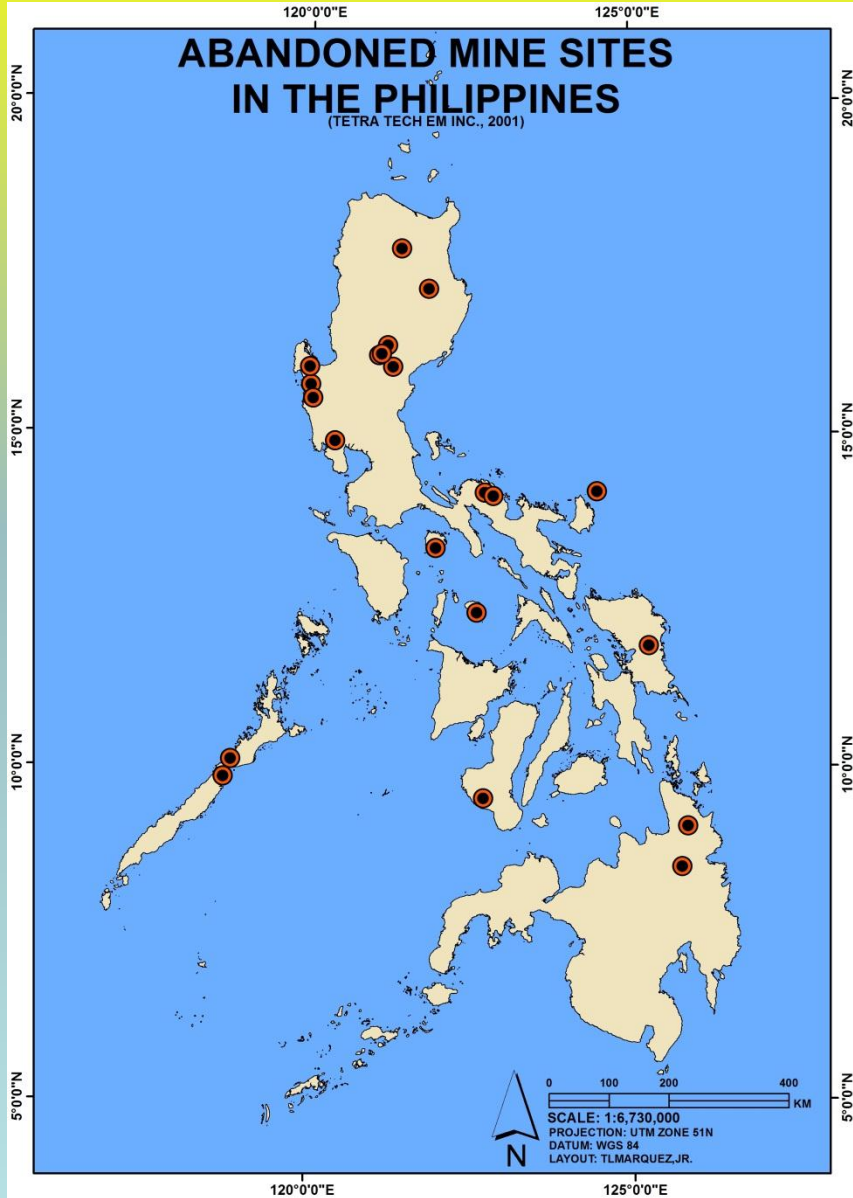 120°0'0"E 125°0'0"E
ABANDONED MINE SITES
IN THE PHILIPPINES
(TETRA TECH EM INC., 2001)
20°0'0"N 20°0'0"N
15°0'0"N 15°0'0"N
10°0'0"N 10°0'0"N
5°0'0"N 5°0'0"N
0 100 200 400
KM
SCALE: 1:6,730,000
PROJECTION: UTM ZONE 51N
DATUM: WGS 84
LAYOUT: TLMARQUEZ,JR.
N
120°0'0"E 125°0'0"E